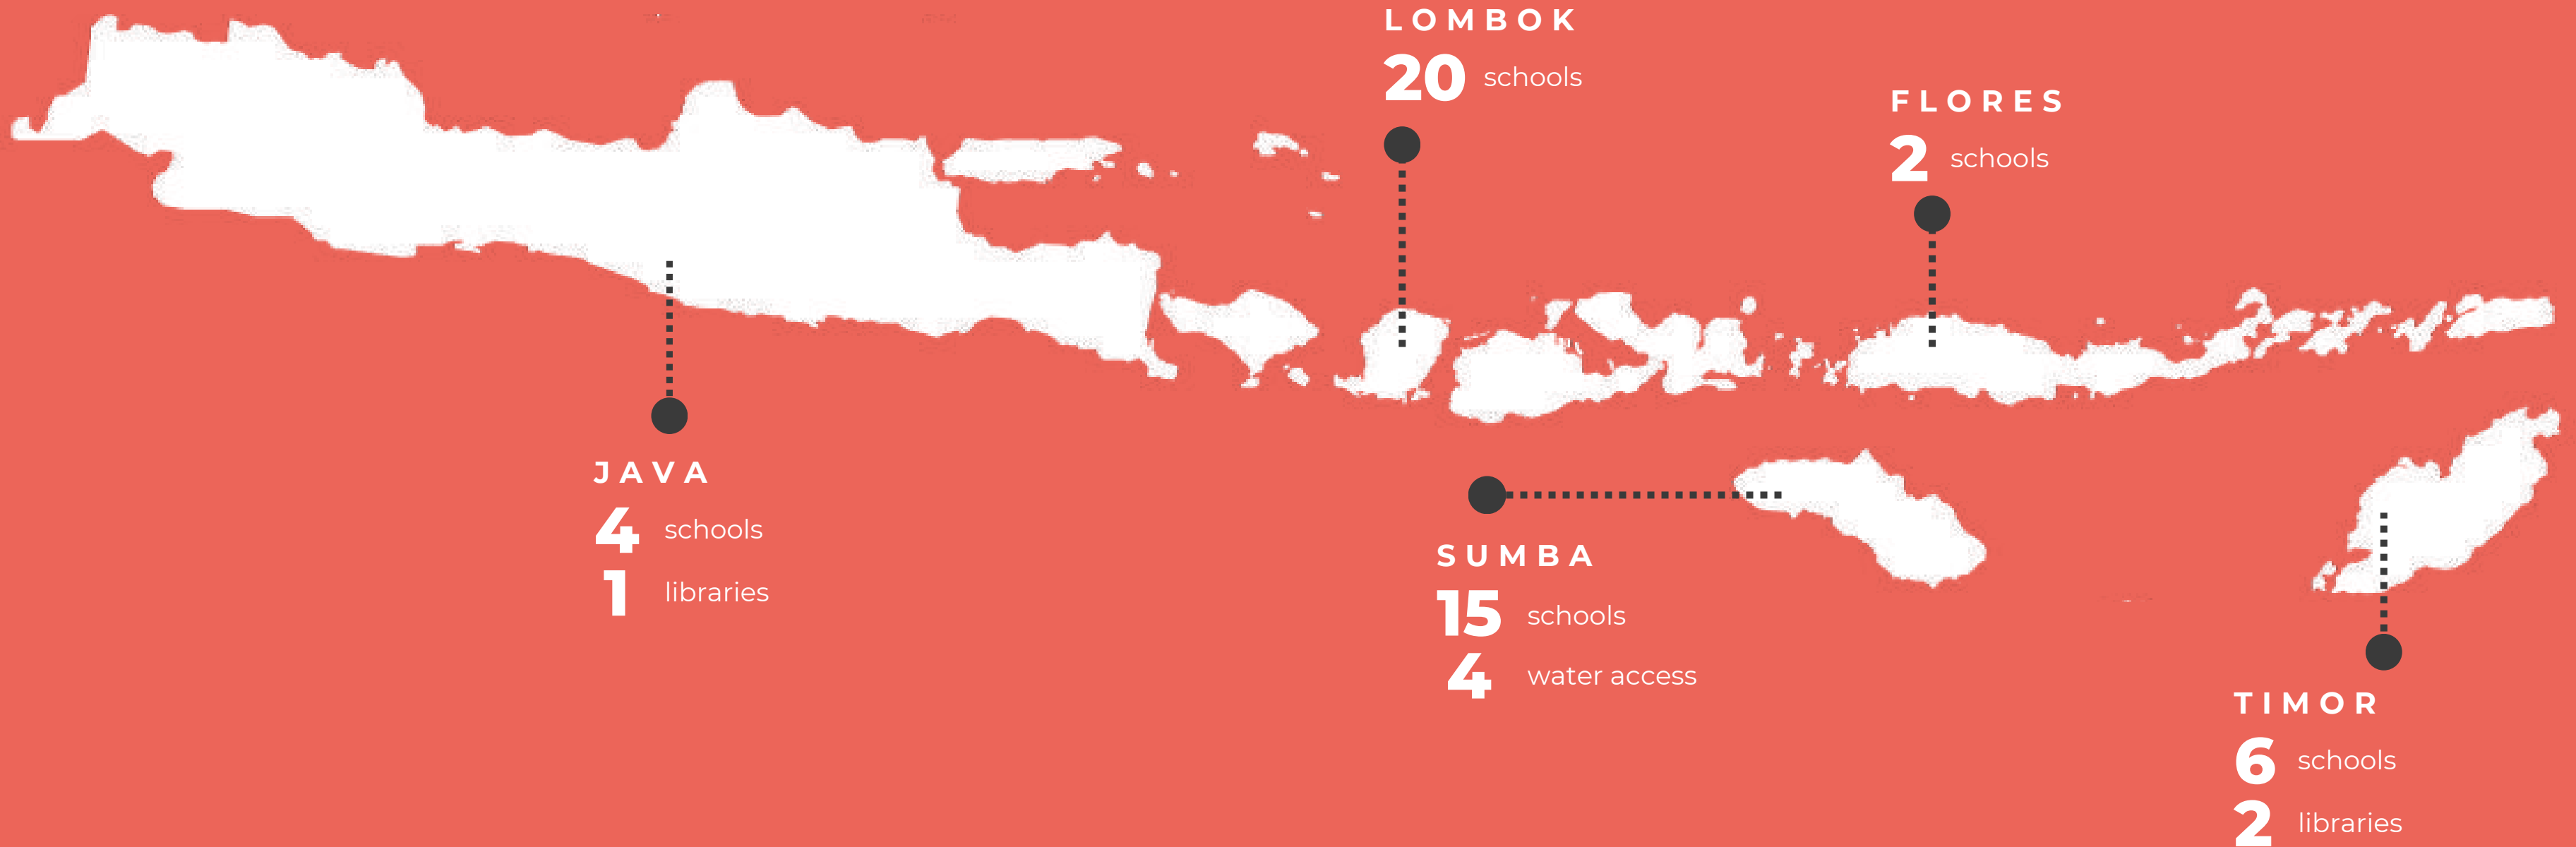 LOMBOK
20 schools
FLORES
2 schools
JAVA
4 schools
1 libraries
SUMBA
15 schools
4 water access
TIMOR
6 schools
2 libraries